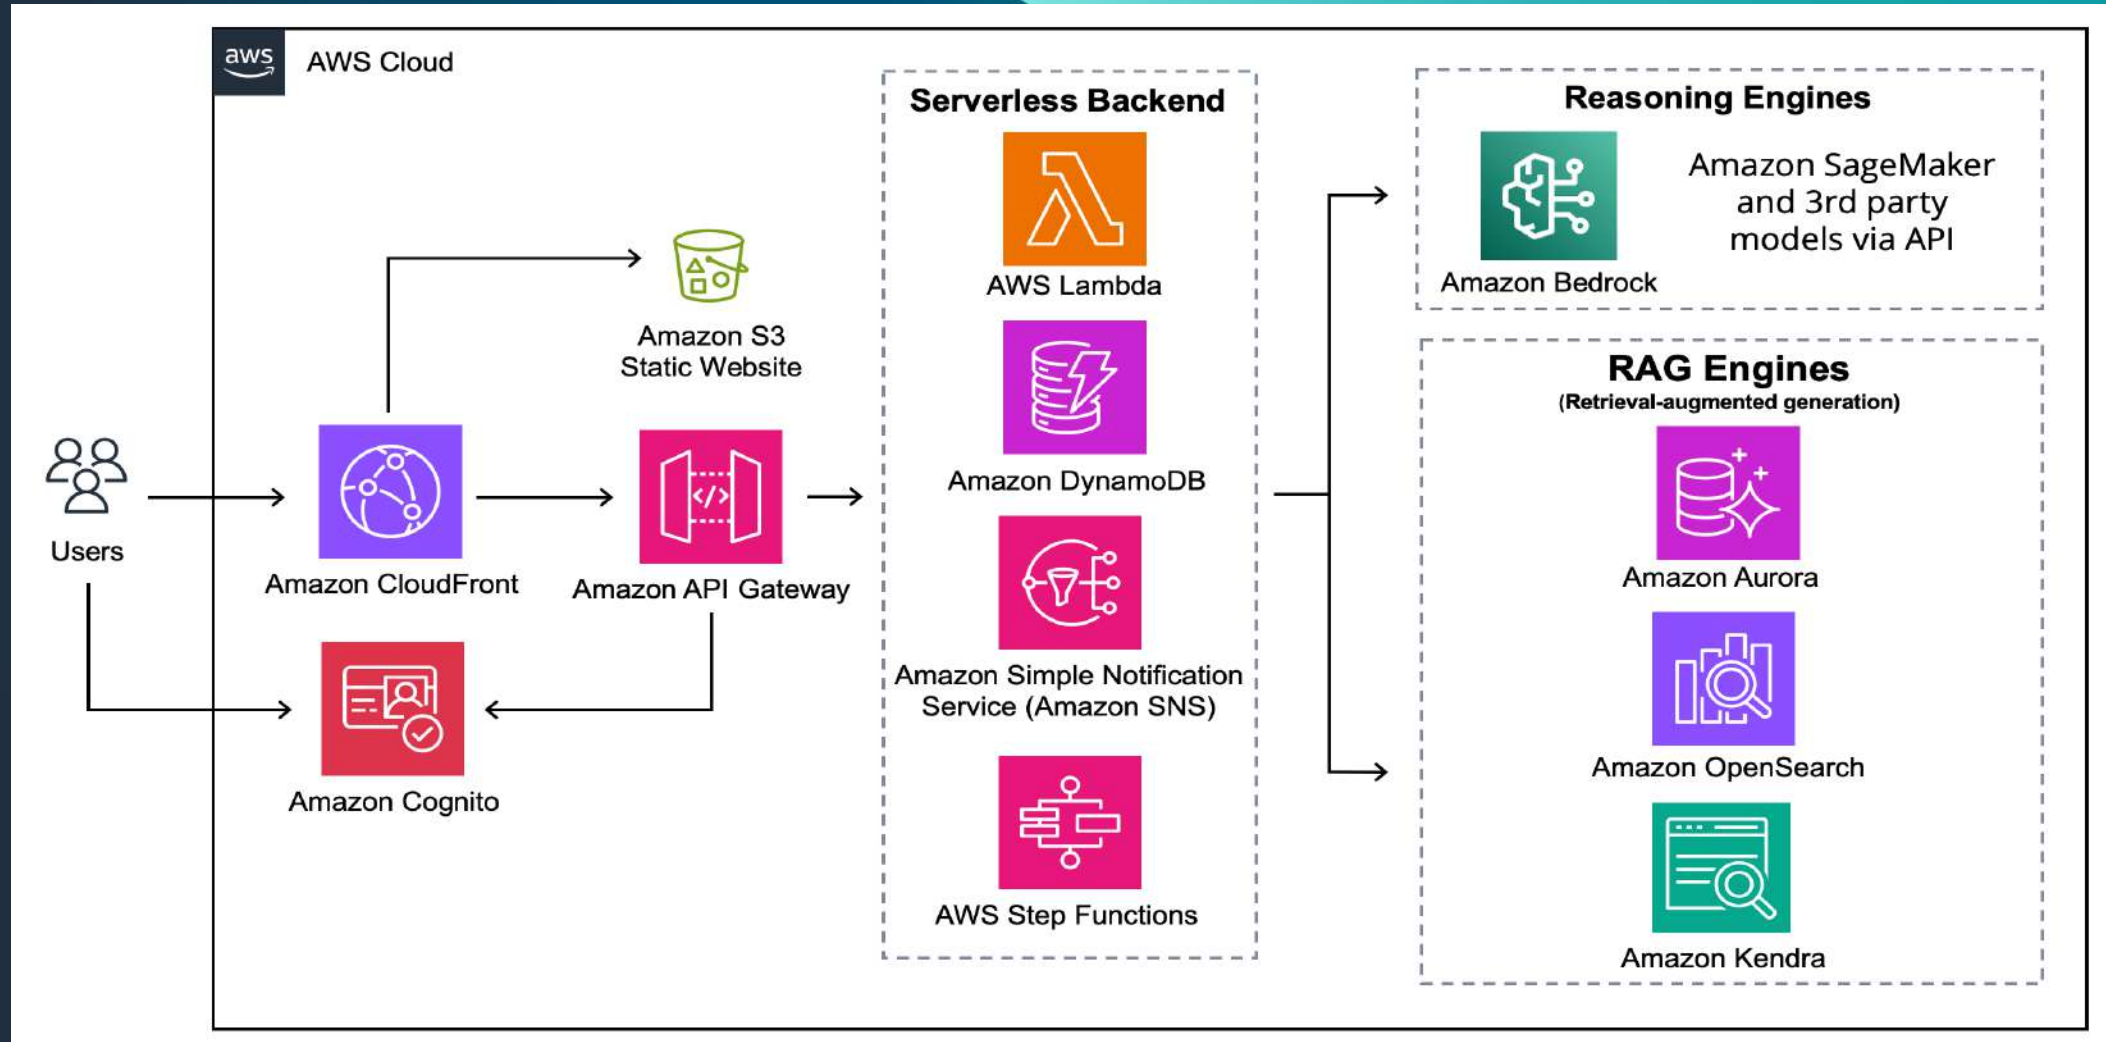 aws
AWS Cloud
Users
Amazon CloudFront
Amazon Cognito
Amazon S3
Static Website
</>
Amazon API Gateway
Serverless Backend
AWS Lambda
Amazon DynamoDB
Amazon Simple Notification
Service (Amazon SNS)
AWS Step Functions
Reasoning Engines
Amazon Bedrock
Amazon SageMaker
and 3rd party
models via API
RAG Engines
(Retrieval-augmented generation)
Amazon Aurora
Amazon OpenSearch
Amazon Kendra